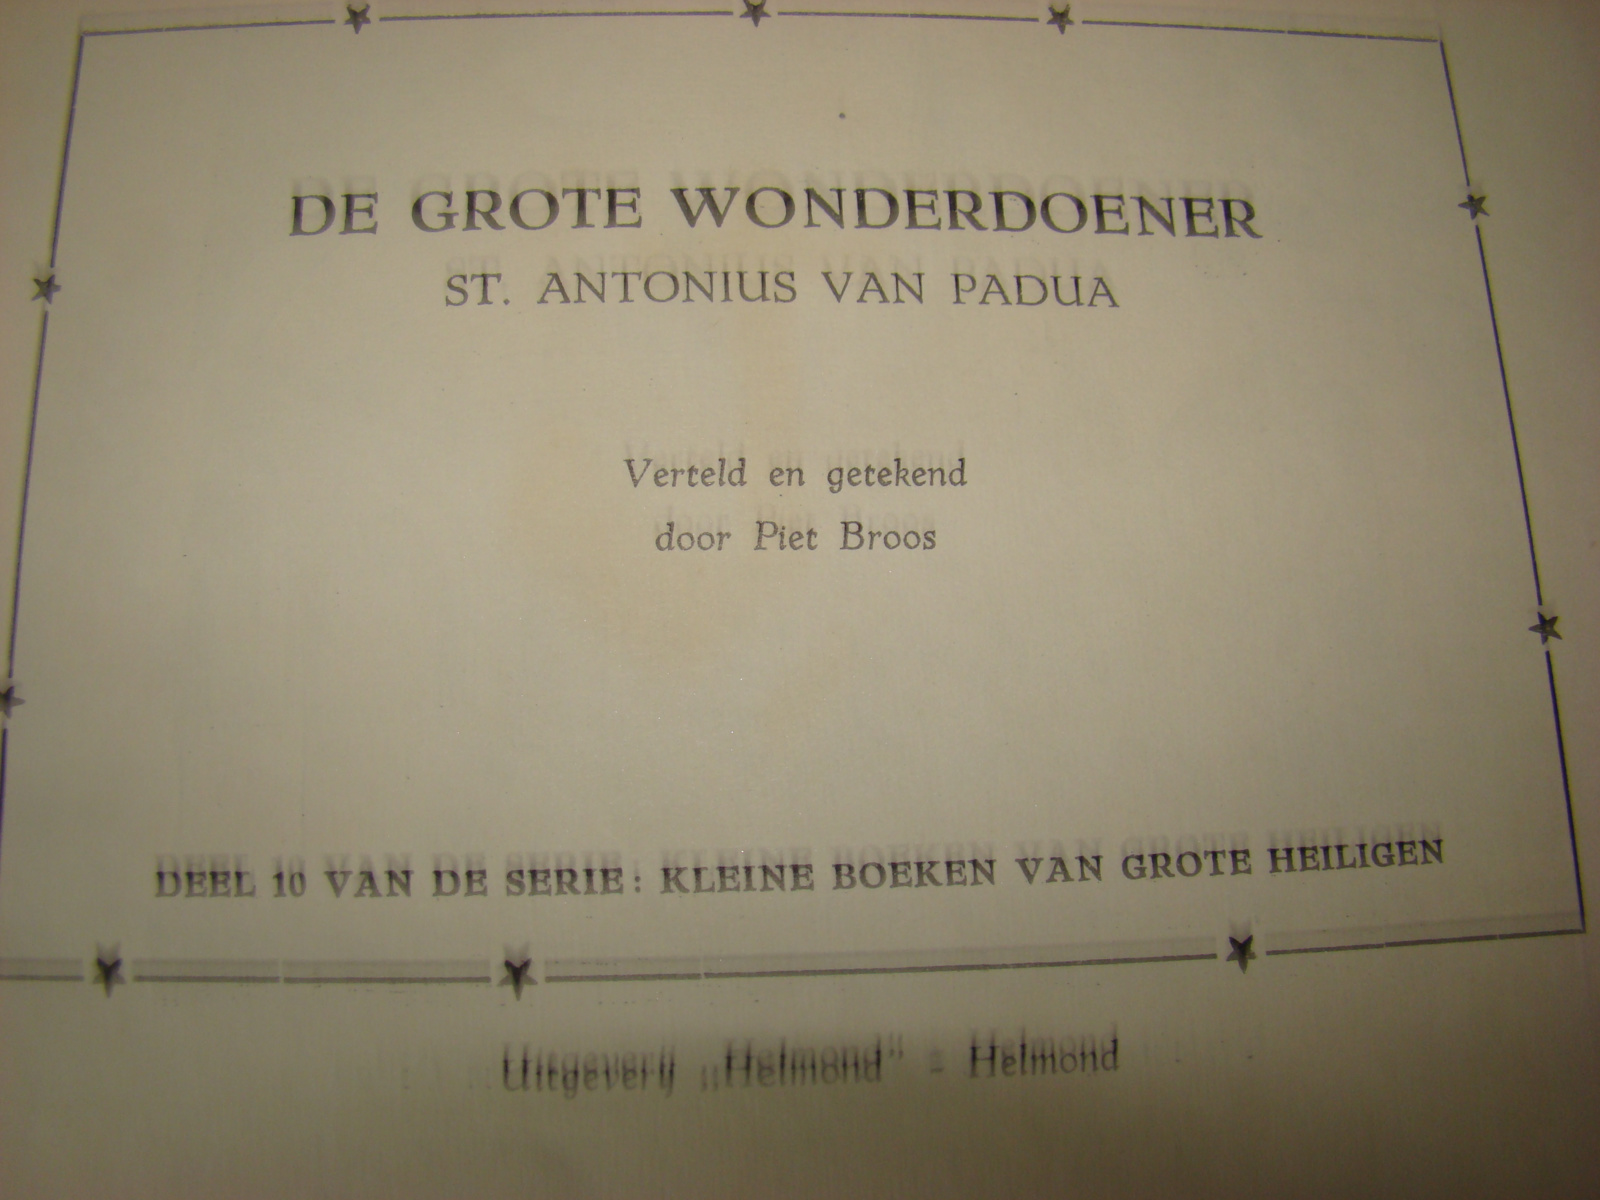 DE GROTE WONDERDOENER
ST. ANTONIUS VAN PADUA
Verteld en getekend
door Piet Broos
DEEL 10 VAN DE SERIE: KLEINE BOEKEN VAN GROTE HEILIGEN
Uitgeverij „Helmond" - Helmond